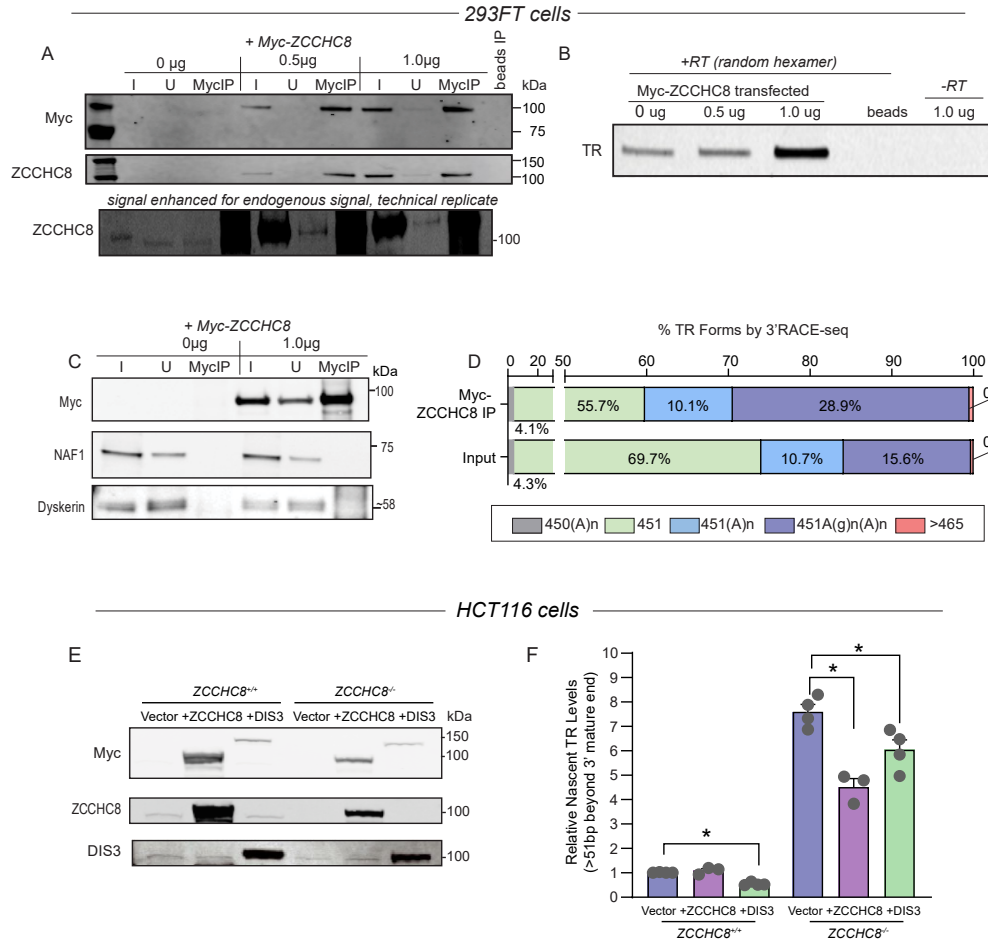 293FT cells
A
+ Myc-ZCCHC8
0 µg 0.5µg 1.0µg
I U MycIP I U MycIP I U MycIP beads IP kDa
Myc
100
75
ZCCHC8
150
100
signal enhanced for endogenous signal, technical replicate
ZCCHC8
100
B
+RT (random hexamer)
Myc-ZCCHC8 transfected
-RT
0 ug 0.5 ug 1.0 ug beads 1.0 ug
TR
C
+ Myc-ZCCHC8
0µg 1.0µg
I U MycIP I U MycIP kDa
Myc
100
NAF1
75
Dyskerin
~58
D
% TR Forms by 3'RACE-seq
0 20 50 60 70 80 90 100
Myc-
ZCCHC8 IP
55.7% 10.1% 28.9%
0
4.1%
Input
69.7% 10.7% 15.6%
0
4.3%
450(A)n 451 451(A)n 451A(g)n(A)n >465
HCT116 cells
E
ZCCHC8+/+ ZCCHC8-/-
Vector +ZCCHC8 +DIS3 Vector +ZCCHC8 +DIS3 kDa
Myc
150
100
ZCCHC8
100
DIS3
100
F
Relative Nascent TR Levels
(>51bp beyond 3' mature end)
10
9
8
7
6
5
4
3
2
1
0
*
*
*
Vector +ZCCHC8 +DIS3 Vector +ZCCHC8 +DIS3
ZCCHC8+/+ ZCCHC8-/-